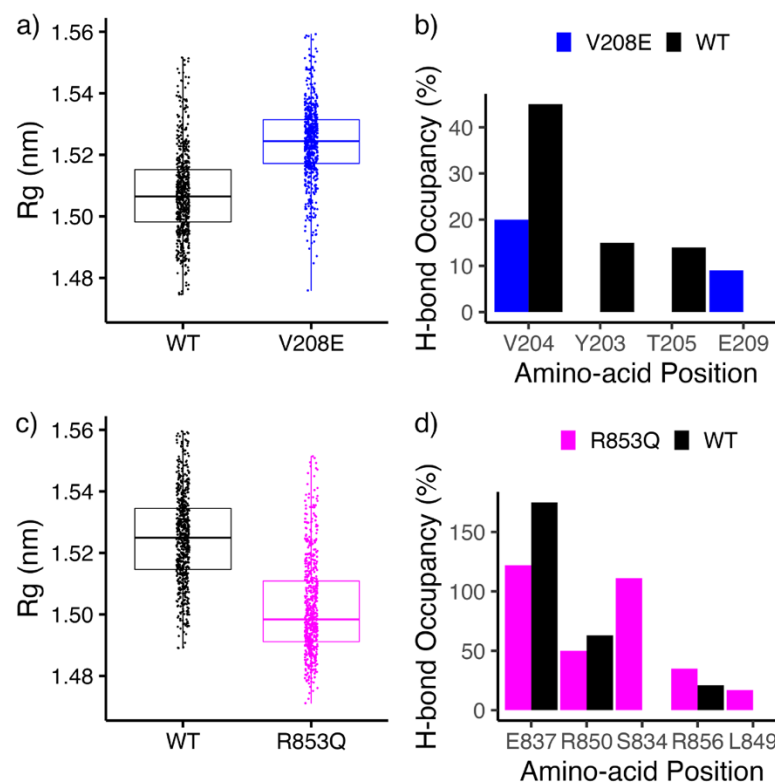 a)
1.56
1.54
1.52
1.50
1.48
Rg (nm)
WT V208E
b)
V208E WT
H-bond Occupancy (%)
40
30
20
10
0
V204 Y203 T205 E209
Amino-acid Position
c)
1.56
1.54
1.52
1.50
1.48
Rg (nm)
WT R853Q
d)
R853Q WT
H-bond Occupancy (%)
150
100
50
0
E837 R850 S834 R856 L849
Amino-acid Position